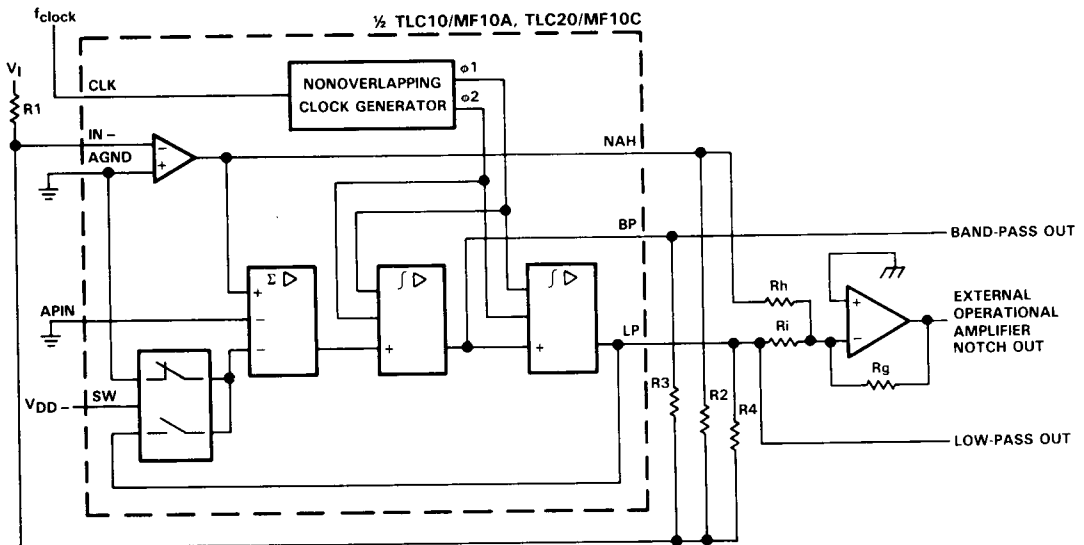 fclock
½ TLC10/MF10A, TLC20/MF10C
VI
R1
CLK
NONOVERLAPPING
CLOCK GENERATOR
φ1
φ2
IN −
AGND
−
+
NAH
BP
BAND-PASS OUT
Σ ▷
+
−
−
∫ ▷
+
∫ ▷
+
APIN
SW
VDD −
LP
Rh
Ri
Rg
+
−
EXTERNAL
OPERATIONAL
AMPLIFIER
NOTCH OUT
R3
R2
R4
LOW-PASS OUT